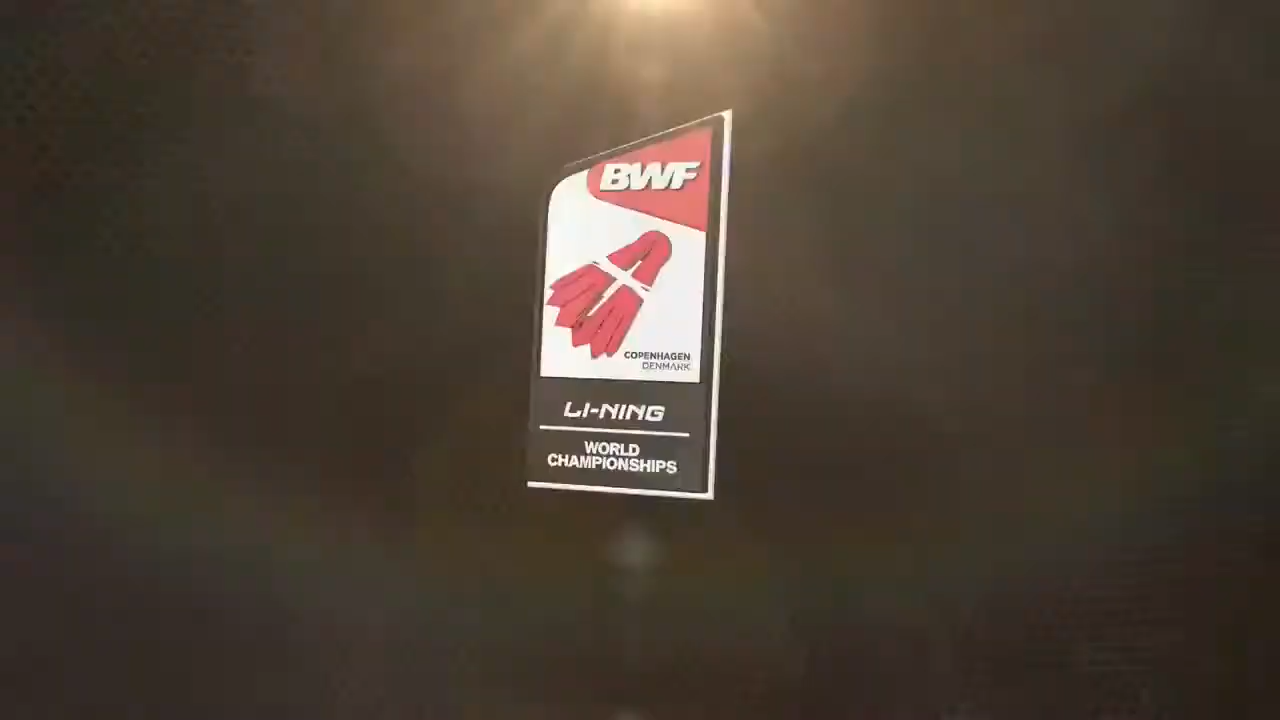 BWF
COPENHAGEN
DENMARK
LI-NING
WORLD
CHAMPIONSHIPS